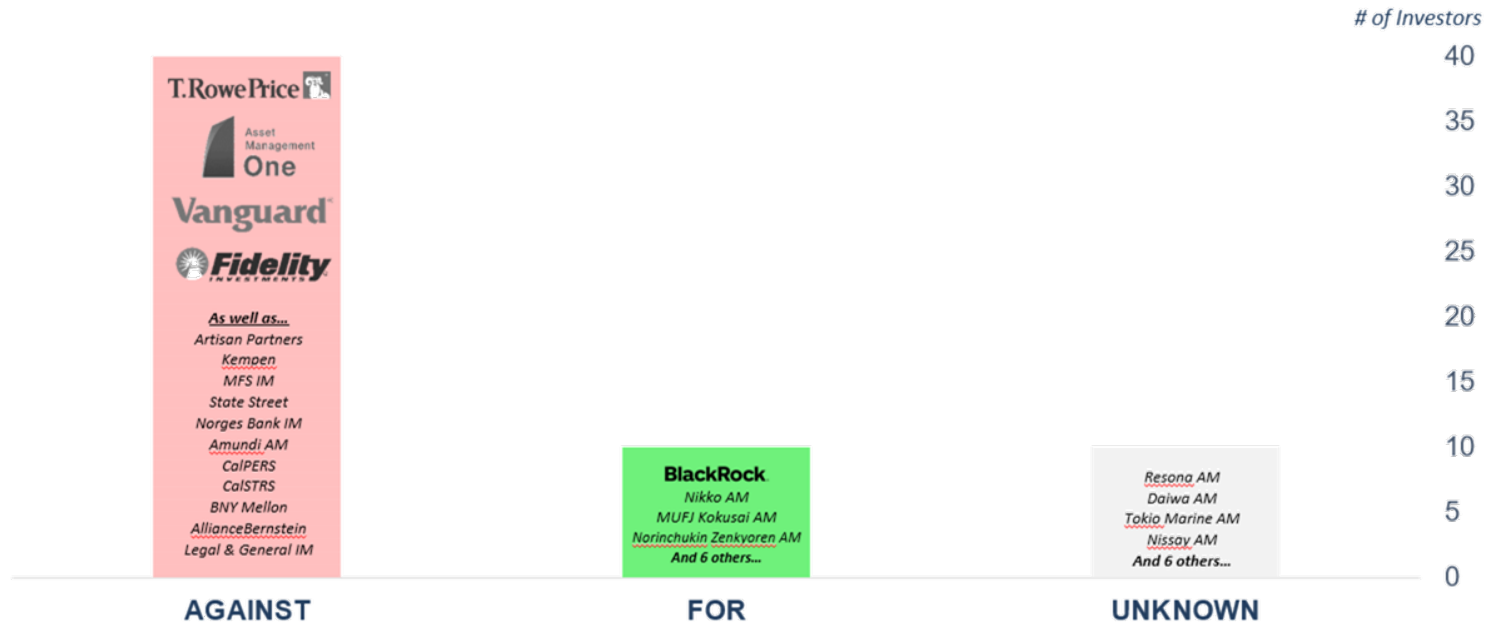 # of Investors
40
35
30
25
20
15
10
5
0
T.RowePrice
Asset
Management
One
Vanguard
Fidelity
INVESTMENTS
As well as...
Artisan Partners
Kempen
MFS IM
State Street
Norges Bank IM
Amundi AM
CalPERS
CalSTRS
BNY Mellon
AllianceBernstein
Legal & General IM
BlackRock.
Nikko AM
MUFJ Kokusai AM
Norinchukin Zenkyoren AM
And 6 others...
Resona AM
Daiwa AM
Tokio Marine AM
Nissay AM
And 6 others...
AGAINST
FOR
UNKNOWN